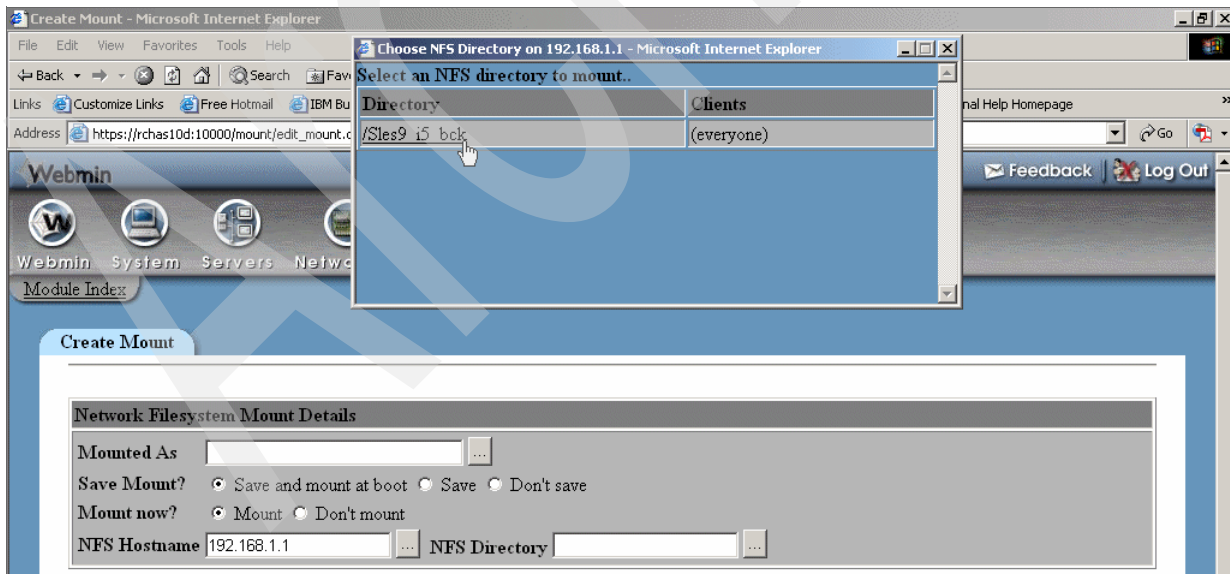 Create Mount - Microsoft Internet Explorer
File Edit View Favorites Tools Help
Back Search
Links Customize Links Free Hotmail
Address https://rchas10d:10000/mount/edit_mount.c
Choose NFS Directory on 192.168.1.1 - Microsoft Internet Explorer
Select an NFS directory to mount..
Directory Clients
/Sles9_i5_bck (everyone)
nal Help Homepage
Go
Webmin
Feedback Log Out
Webmin System Servers
Module Index
Create Mount
Network Filesystem Mount Details
Mounted As ...
Save Mount? Save and mount at boot Save Don't save
Mount now? Mount Don't mount
NFS Hostname 192.168.1.1 ... NFS Directory ...